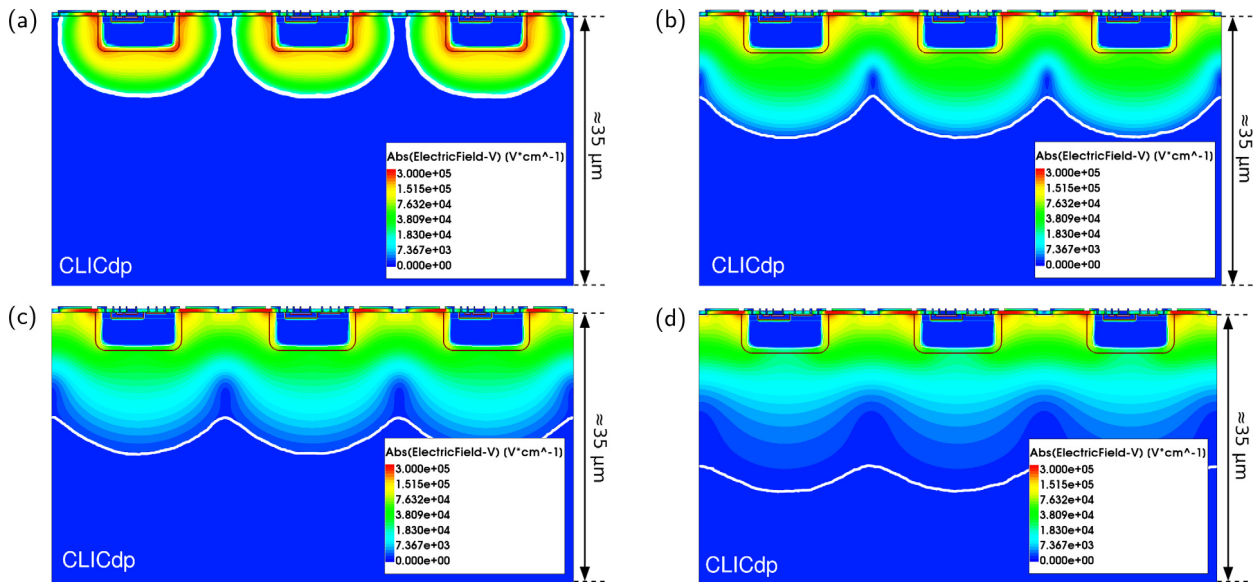 (a)
≈35 μm
Abs(ElectricField-V) (V*cm^-1)
3.000e+05
1.515e+05
7.632e+04
3.809e+04
1.830e+04
7.367e+03
0.000e+00
CLICdp
(b)
≈35 μm
Abs(ElectricField-V) (V*cm^-1)
3.000e+05
1.515e+05
7.632e+04
3.809e+04
1.830e+04
7.367e+03
0.000e+00
CLICdp
(c)
≈35 μm
Abs(ElectricField-V) (V*cm^-1)
3.000e+05
1.515e+05
7.632e+04
3.809e+04
1.830e+04
7.367e+03
0.000e+00
CLICdp
(d)
≈35 μm
Abs(ElectricField-V) (V*cm^-1)
3.000e+05
1.515e+05
7.632e+04
3.809e+04
1.830e+04
7.367e+03
0.000e+00
CLICdp